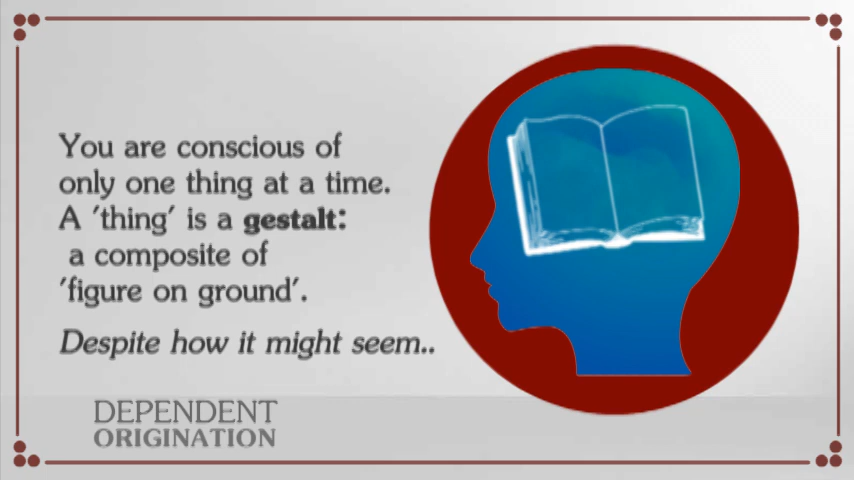 You are conscious of
only one thing at a time.
A 'thing' is a gestalt:
a composite of
'figure on ground'.
Despite how it might seem..
DEPENDENT
ORIGINATION